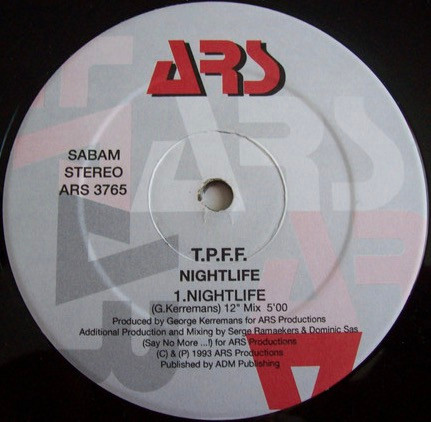 ARS
SABAM
STEREO
ARS 3765
T.P.F.F.
NIGHTLIFE
1.NIGHTLIFE
(G.Kerremans) 12" Mix 5'00
Produced by George Kerremans for ARS Productions
Additional Production and Mixing by Serge Ramaekers & Dominic Sas
(Say No More ...!) for ARS Productions
(C) & (P) 1993 ARS Productions
Published by ADM Publishing